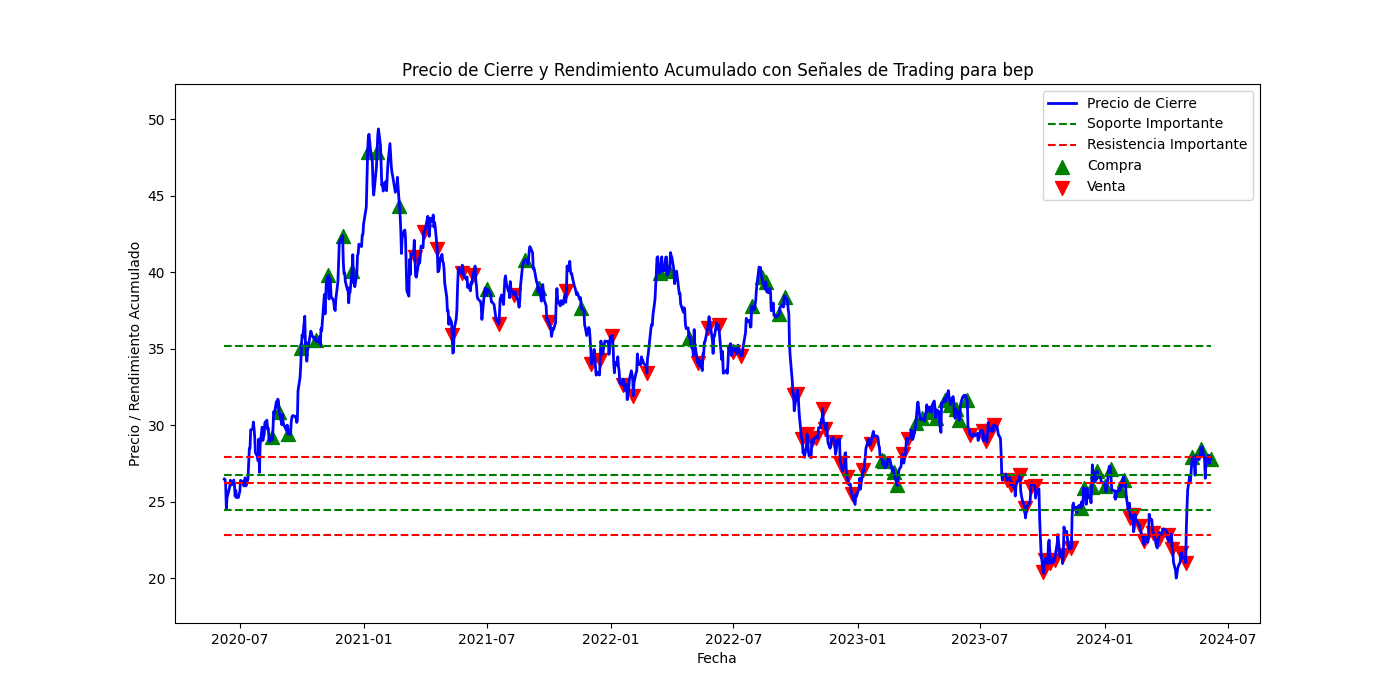 Precio de Cierre y Rendimiento Acumulado con Señales de Trading para bep
Precio de Cierre
Soporte Importante
Resistencia Importante
Compra
Venta
Precio / Rendimiento Acumulado
50
45
40
35
30
25
20
2020-07
2021-01
2021-07
2022-01
2022-07
2023-01
2023-07
2024-01
2024-07
Fecha